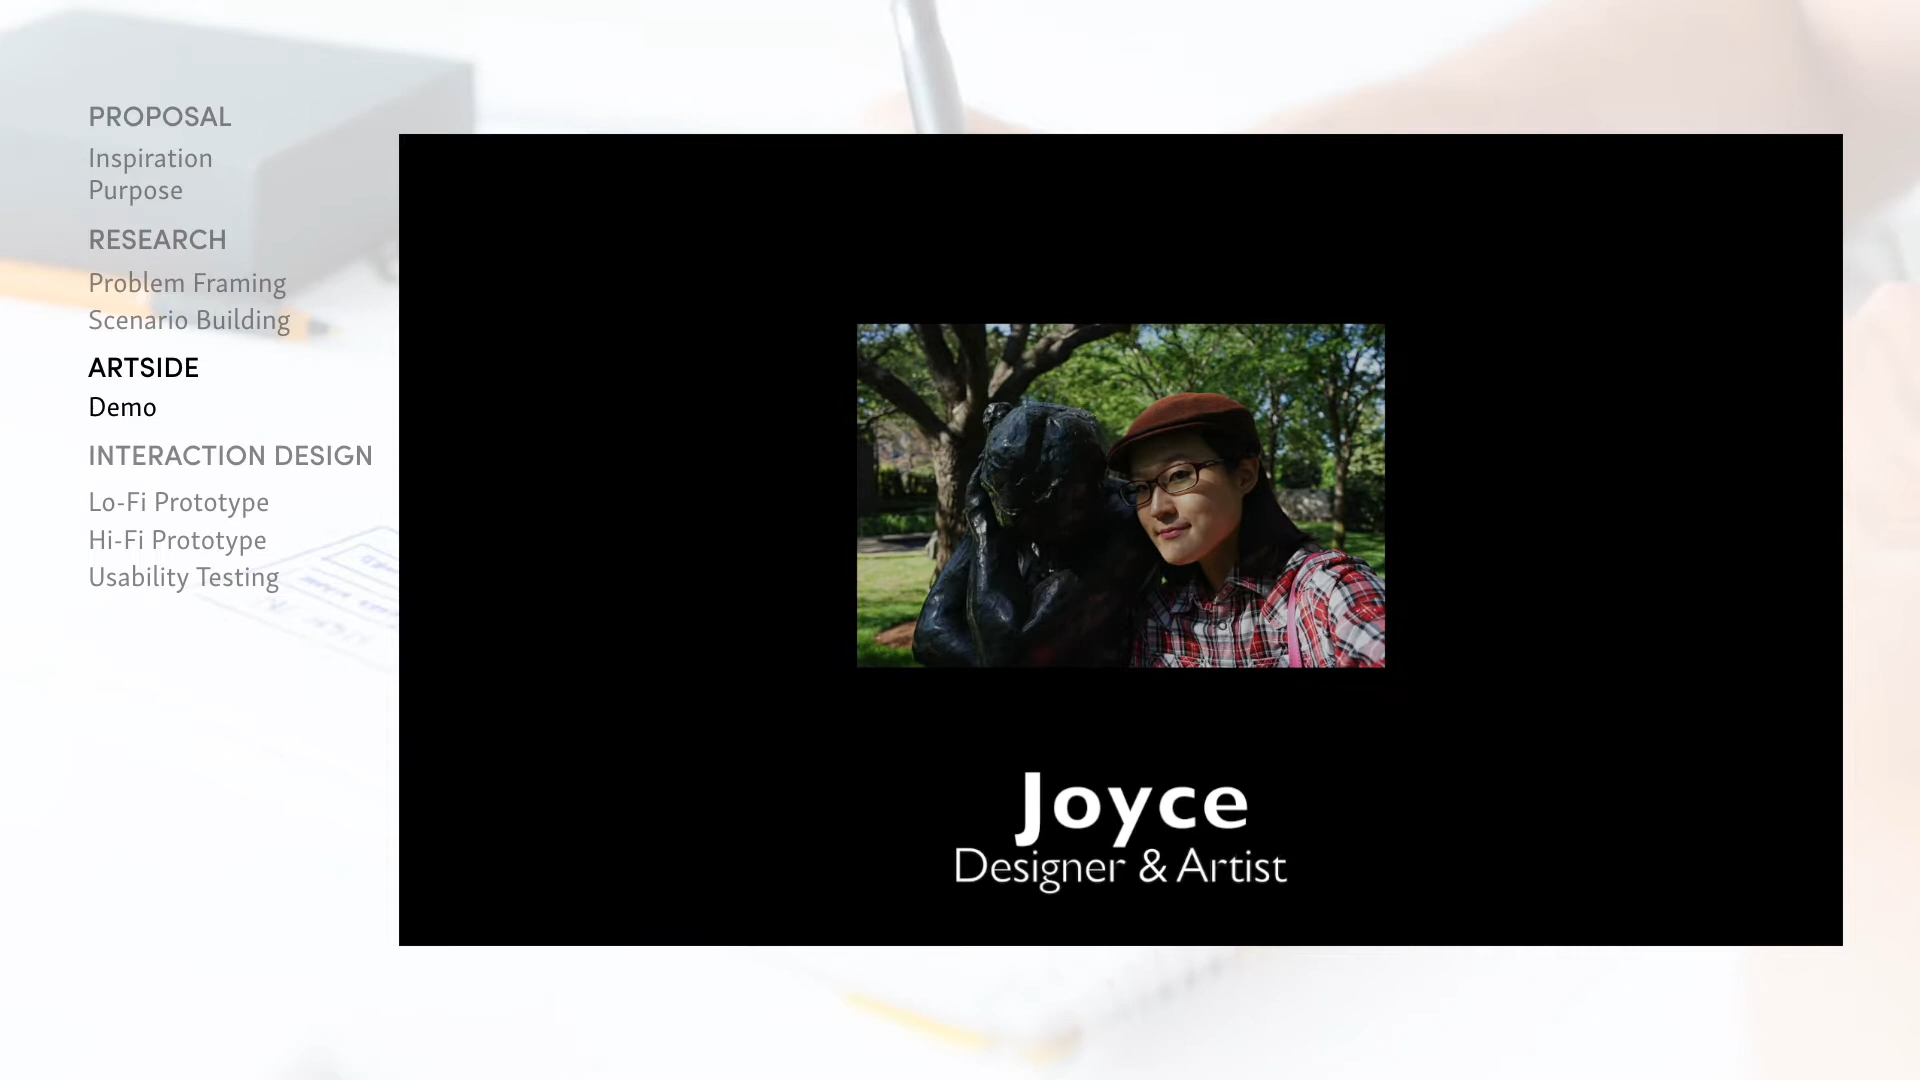 PROPOSAL
Inspiration
Purpose
RESEARCH
Problem Framing
Scenario Building
ARTSIDE
Demo
INTERACTION DESIGN
Lo-Fi Prototype
Hi-Fi Prototype
Usability Testing
Joyce
Designer & Artist